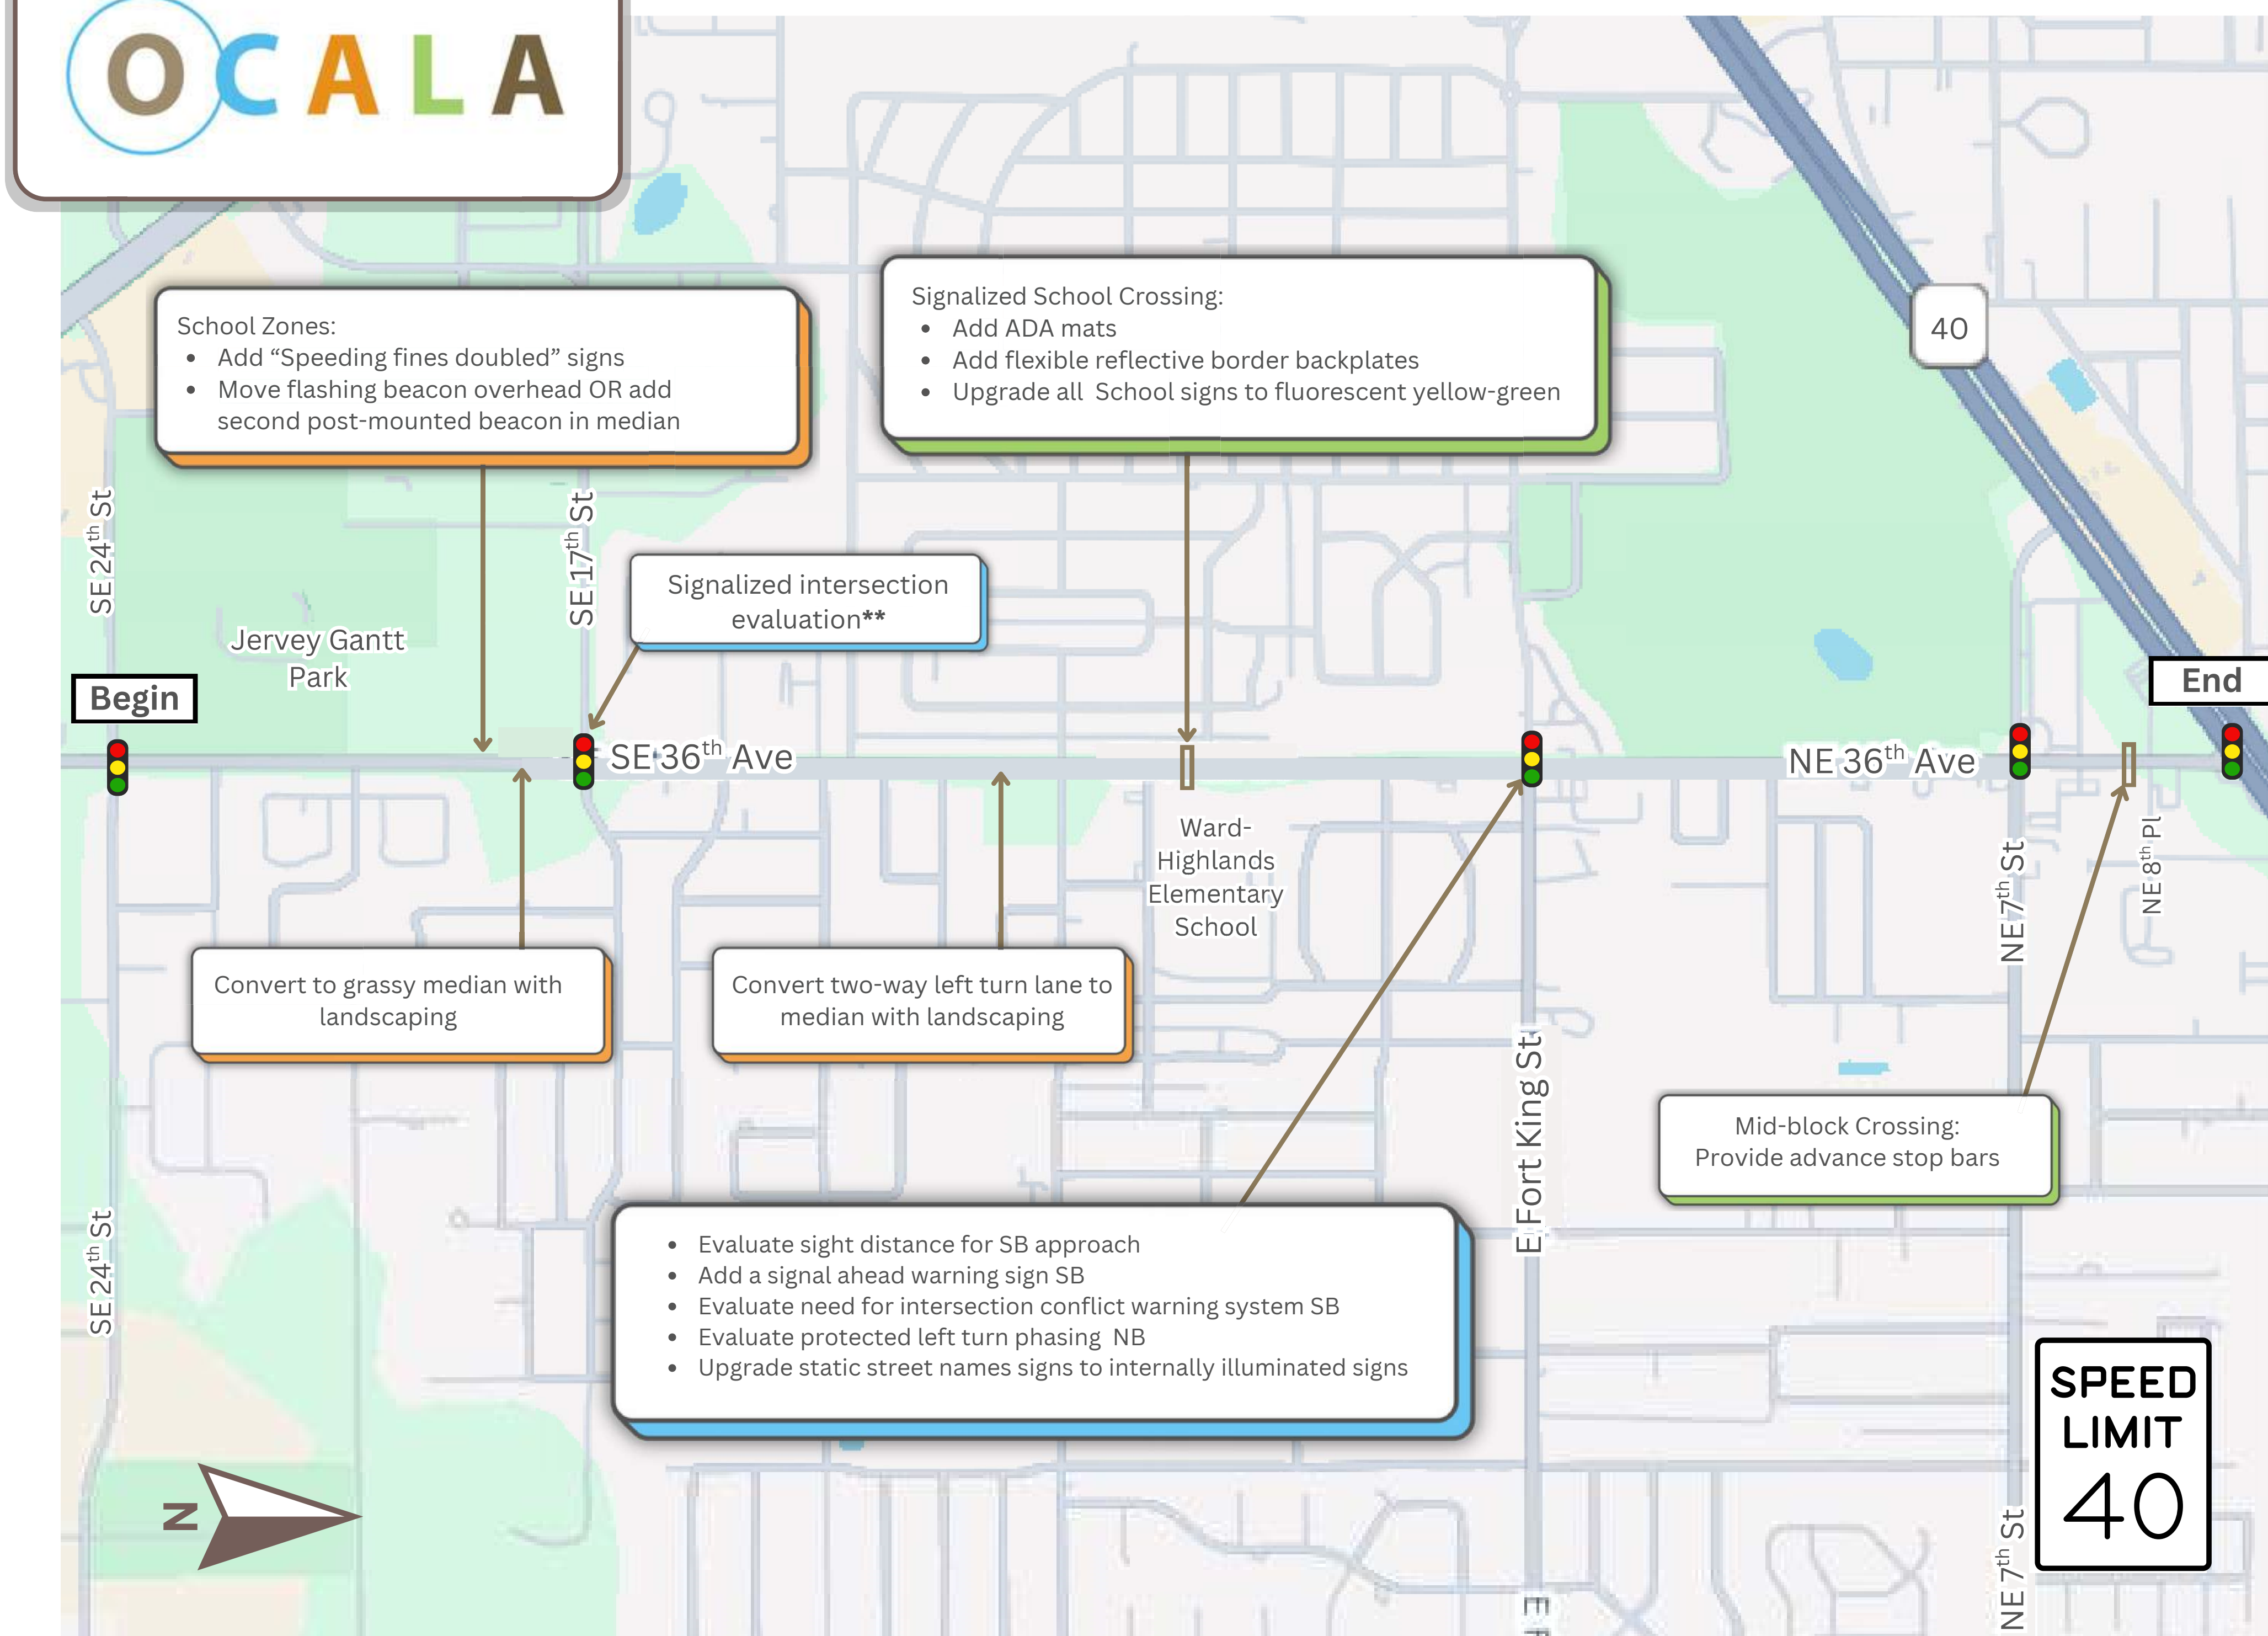 OCALA
40
School Zones:
• Add “Speeding fines doubled” signs
• Move flashing beacon overhead OR add
second post-mounted beacon in median
Signalized School Crossing:
• Add ADA mats
• Add flexible reflective border backplates
• Upgrade all School signs to fluorescent yellow-green
SE 24th St
SE 17th St
Signalized intersection
evaluation**
Jervey Gantt
Park
Begin
End
SE 36th Ave
NE 36th Ave
Ward-
Highlands
Elementary
School
NE 7th St
NE 8th Pl
Convert to grassy median with
landscaping
Convert two-way left turn lane to
median with landscaping
E Fort King St
Mid-block Crossing:
Provide advance stop bars
SE 24th St
• Evaluate sight distance for SB approach
• Add a signal ahead warning sign SB
• Evaluate need for intersection conflict warning system SB
• Evaluate protected left turn phasing NB
• Upgrade static street names signs to internally illuminated signs
SPEED
LIMIT
40
N
NE 7th St